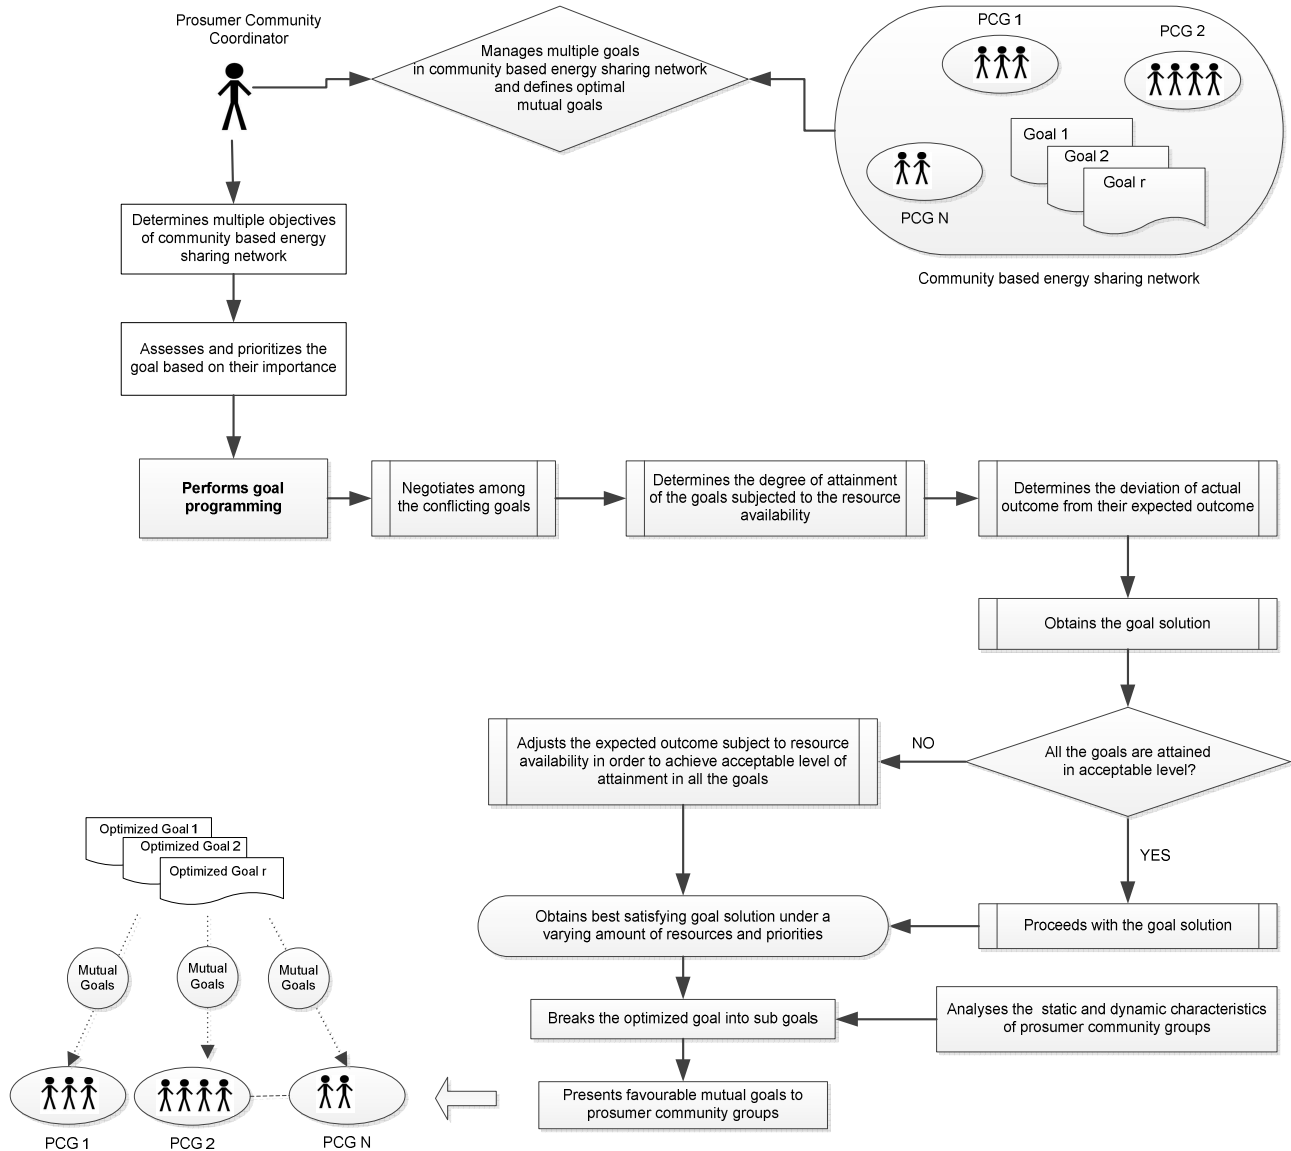 Prosumer Community
Coordinator
Manages multiple goals
in community based energy sharing network
and defines optimal
mutual goals
PCG 1
PCG 2
Goal 1
Goal 2
Goal r
PCG N
Community based energy sharing network
Determines multiple objectives
of community based energy
sharing network
Assesses and prioritizes the
goal based on their importance
Performs goal
programming
Negotiates among
the conflicting goals
Determines the degree of attainment
of the goals subjected to the resource
availability
Determines the deviation of actual
outcome from their expected outcome
Obtains the goal solution
All the goals are attained
in acceptable level?
NO
YES
Adjusts the expected outcome subject to resource
availability in order to achieve acceptable level of
attainment in all the goals
Proceeds with the goal solution
Obtains best satisfying goal solution under a
varying amount of resources and priorities
Breaks the optimized goal into sub goals
Analyses the static and dynamic characteristics
of prosumer community groups
Presents favourable mutual goals to
prosumer community groups
Optimized Goal 1
Optimized Goal 2
Optimized Goal r
Mutual
Goals
Mutual
Goals
Mutual
Goals
PCG 1
PCG 2
PCG N